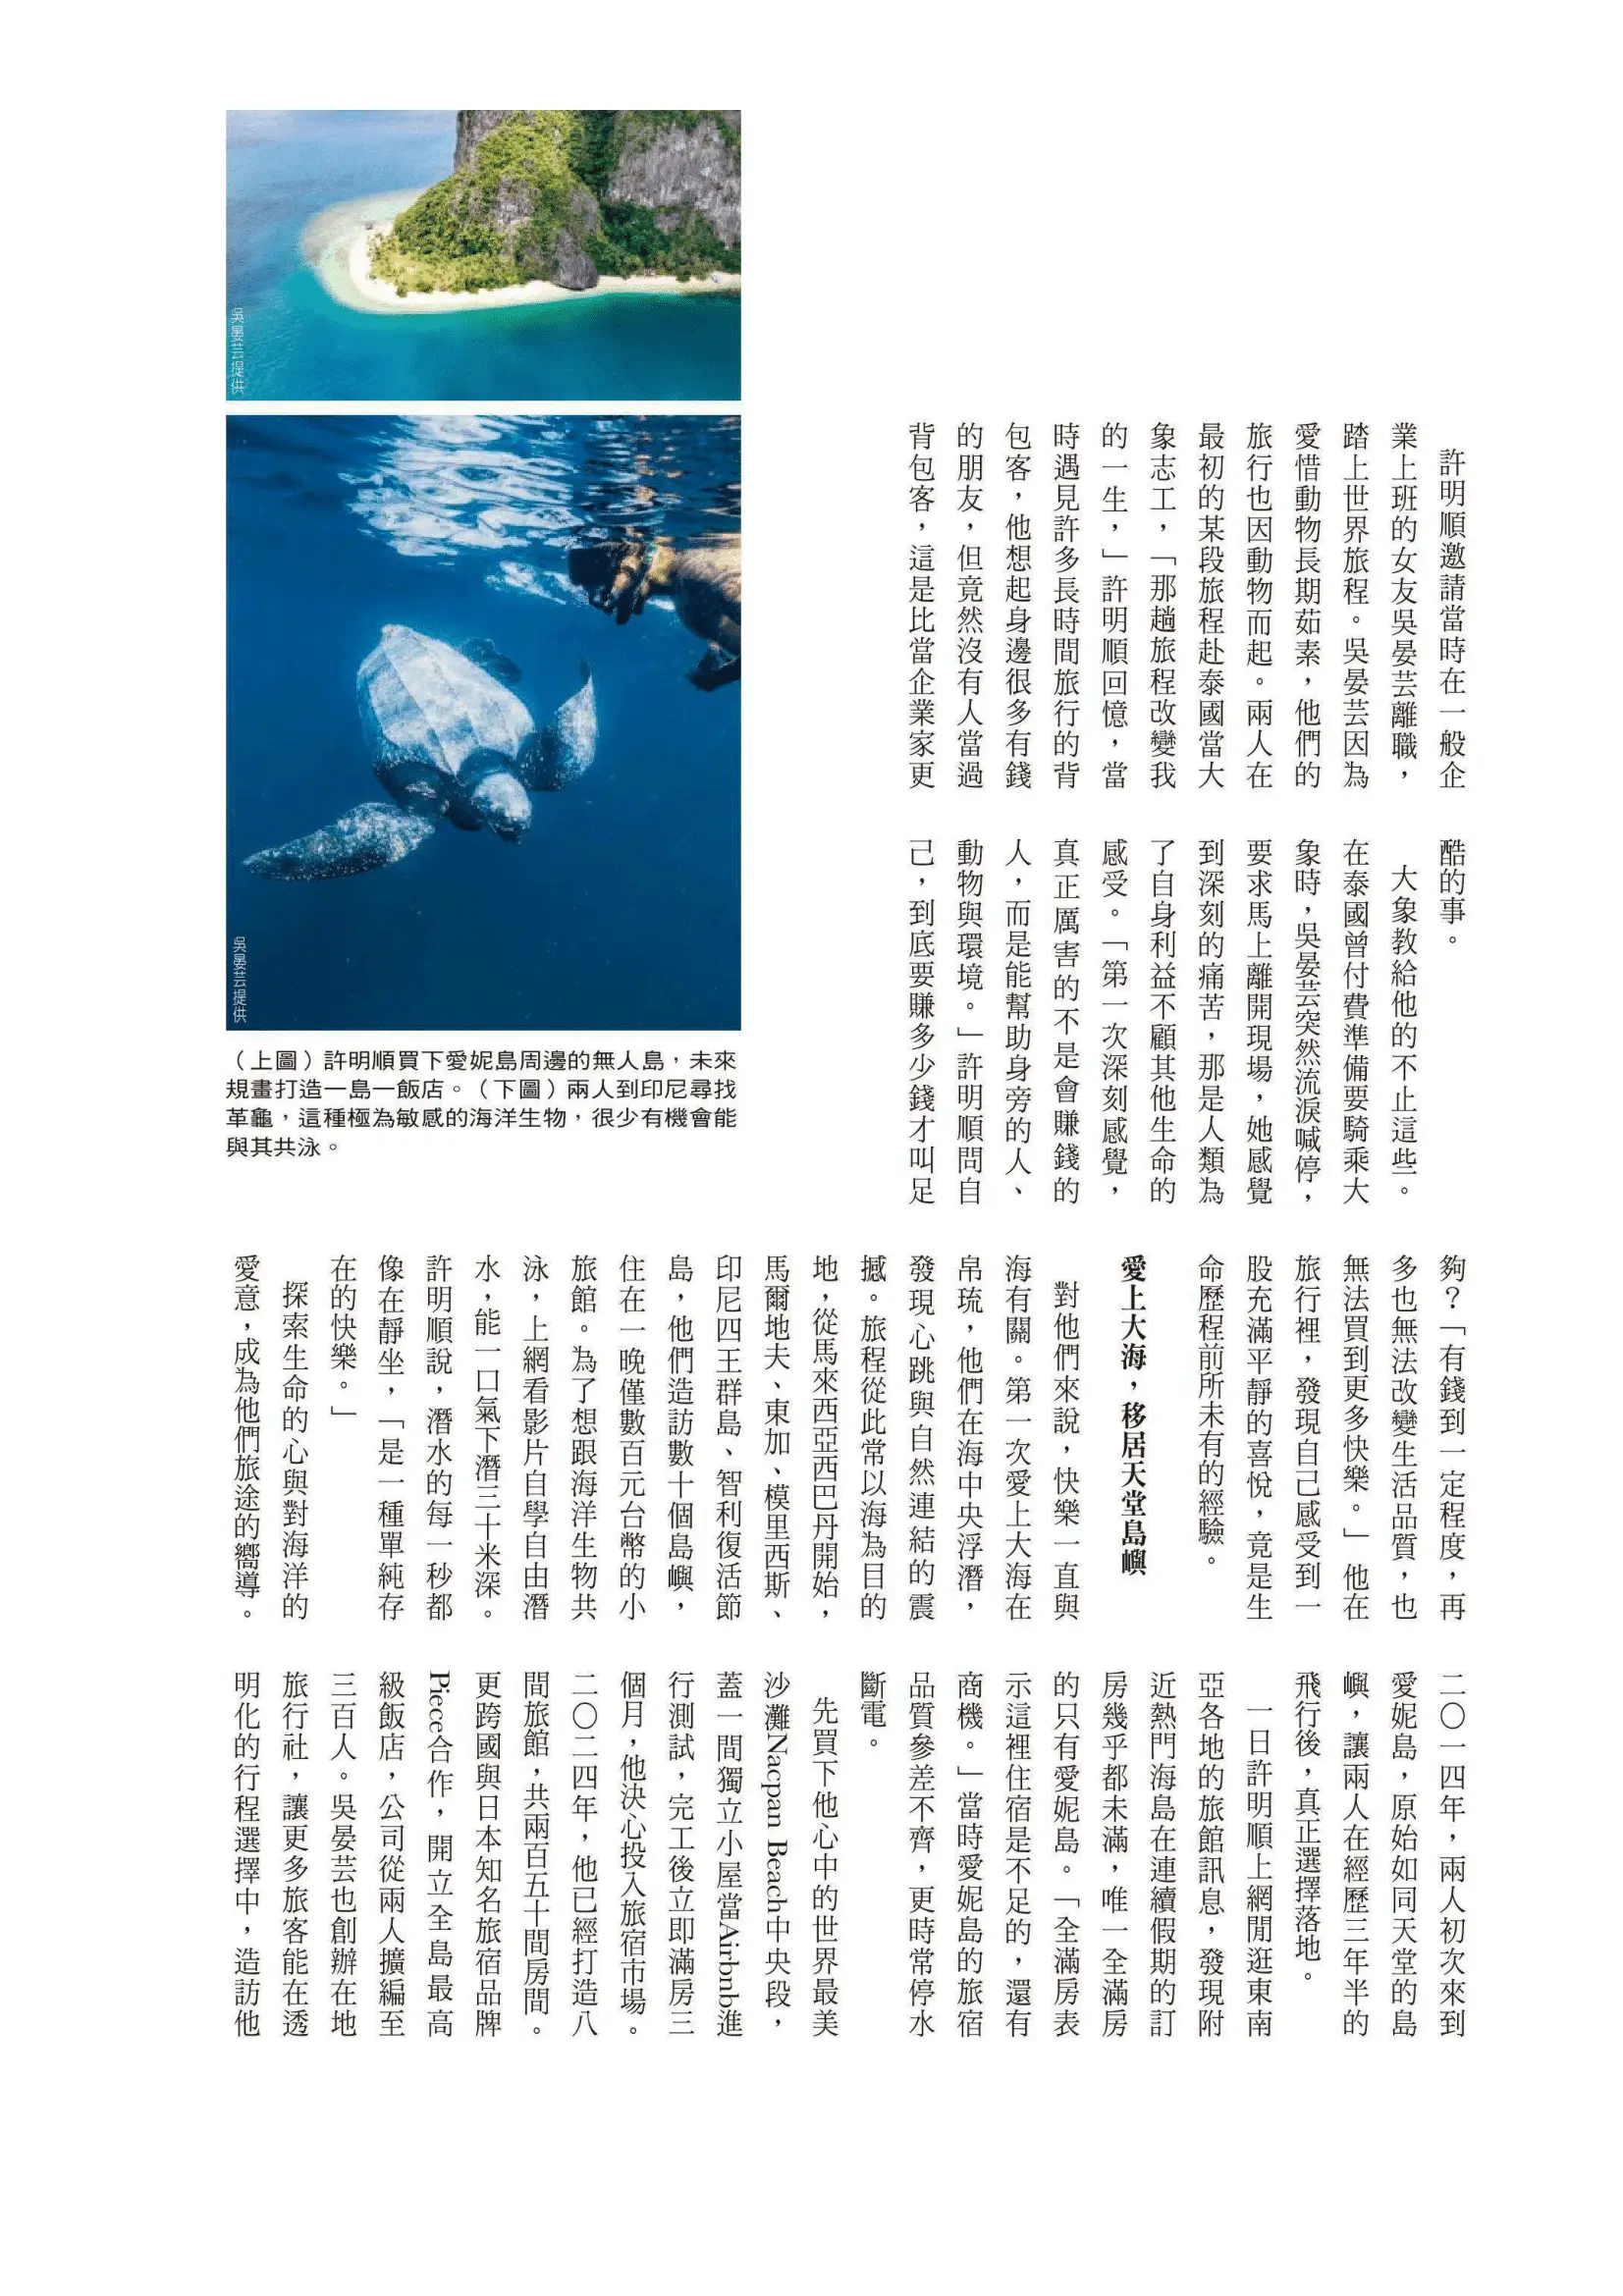 許明順邀請當時在一般企
業上班的女友吳晏芸離職，
踏上世界旅程。吳晏芸因為
愛惜動物長期茹素，他們的
旅行也因動物而起。兩人在
最初的某段旅程赴泰國當大
象志工，「那趟旅程改變我
的一生，」許明順回憶，當
時遇見許多長時間旅行的背
包客，他想起身邊很多有錢
的朋友，但竟然沒有人當過
背包客，這是比當企業家更
酷的事。
大象教給他的不止這些。
在泰國曾付費準備要騎乘大
象時，吳晏芸突然流淚喊停，
要求馬上離開現場，她感覺
到深刻的痛苦，那是人類為
了自身利益不顧其他生命的
感受。「第一次深刻感覺，
真正厲害的不是會賺錢的
人，而是能幫助身旁的人、
動物與環境。」許明順問自
己，到底要賺多少錢才叫足
夠？「有錢到一定程度，再
多也無法改變生活品質，也
無法買到更多快樂。」他在
旅行裡，發現自己感受到一
股充滿平靜的喜悅，竟是生
命歷程前所未有的經驗。
愛上大海，移居天堂島嶼
對他們來說，快樂一直與
海有關。第一次愛上大海在
帛琉，他們在海中央浮潛，
發現心跳與自然連結的震
撼。旅程從此常以海為目的
地，從馬來西亞西巴丹開始，
馬爾地夫、東加、模里西斯、
印尼四王群島、智利復活節
島，他們造訪數十個島嶼，
住在一晚僅數百元台幣的小
旅館。為了想跟海洋生物共
泳，上網看影片自學自由潛
水，能一口氣下潛三十米深。
許明順說，潛水的每一秒都
像在靜坐，「是一種單純存
在的快樂。」
探索生命的心與對海洋的
愛意，成為他們旅途的嚮導。
二〇一四年，兩人初次來到
愛妮島，原始如同天堂的島
嶼，讓兩人在經歷三年半的
飛行後，真正選擇落地。
一日許明順上網閒逛東南
亞各地的旅館訊息，發現附
近熱門海島在連續假期的訂
房幾乎都未滿，唯一全滿房
的只有愛妮島。「全滿房表
示這裡住宿是不足的，還有
商機。」當時愛妮島的旅宿
品質參差不齊，更時常停水
斷電。
先買下他心中的世界最美
沙灘Nacpan Beach中央段，
蓋一間獨立小屋當Airbnb進
行測試，完工後立即滿房三
個月，他決心投入旅宿市場。
二〇二四年，他已經打造八
間旅館，共兩百五十間房間。
更跨國與日本知名旅宿品牌
Piece合作，開立全島最高
級飯店，公司從兩人擴編至
三百人。吳晏芸也創辦在地
旅行社，讓更多旅客能在透
明化的行程選擇中，造訪他
吳晏芸提供
吳晏芸提供
（上圖）許明順買下愛妮島周邊的無人島，未來
規畫打造一島一飯店。（下圖）兩人到印尼尋找
革龜，這種極為敏感的海洋生物，很少有機會能
與其共泳。